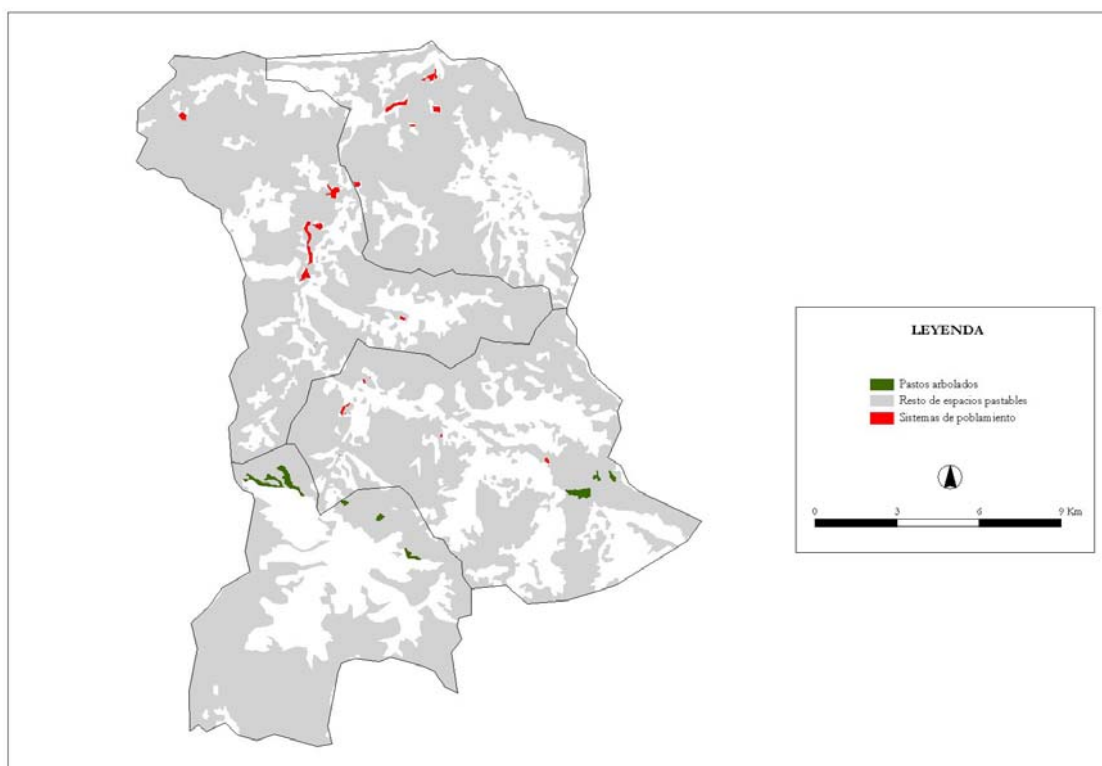 LEYENDA
Pastos arbolados
Resto de espacios pastables
Sistemas de poblamiento
0 3 6 9 Km